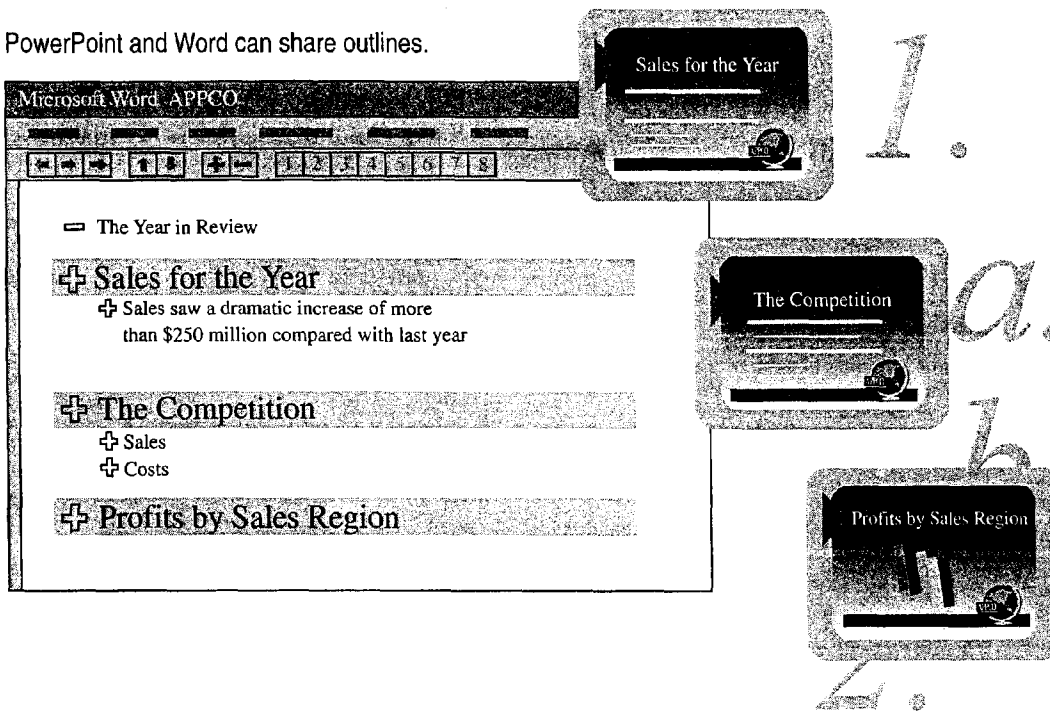 PowerPoint and Word can share outlines.
Microsoft Word APPCO
1 2 3 4 5 6 7 8
The Year in Review
Sales for the Year
Sales saw a dramatic increase of more
than $250 million compared with last year
The Competition
Sales
Costs
Profits by Sales Region
Sales for the Year
1.
The Competition
a.
b
Profits by Sales Region